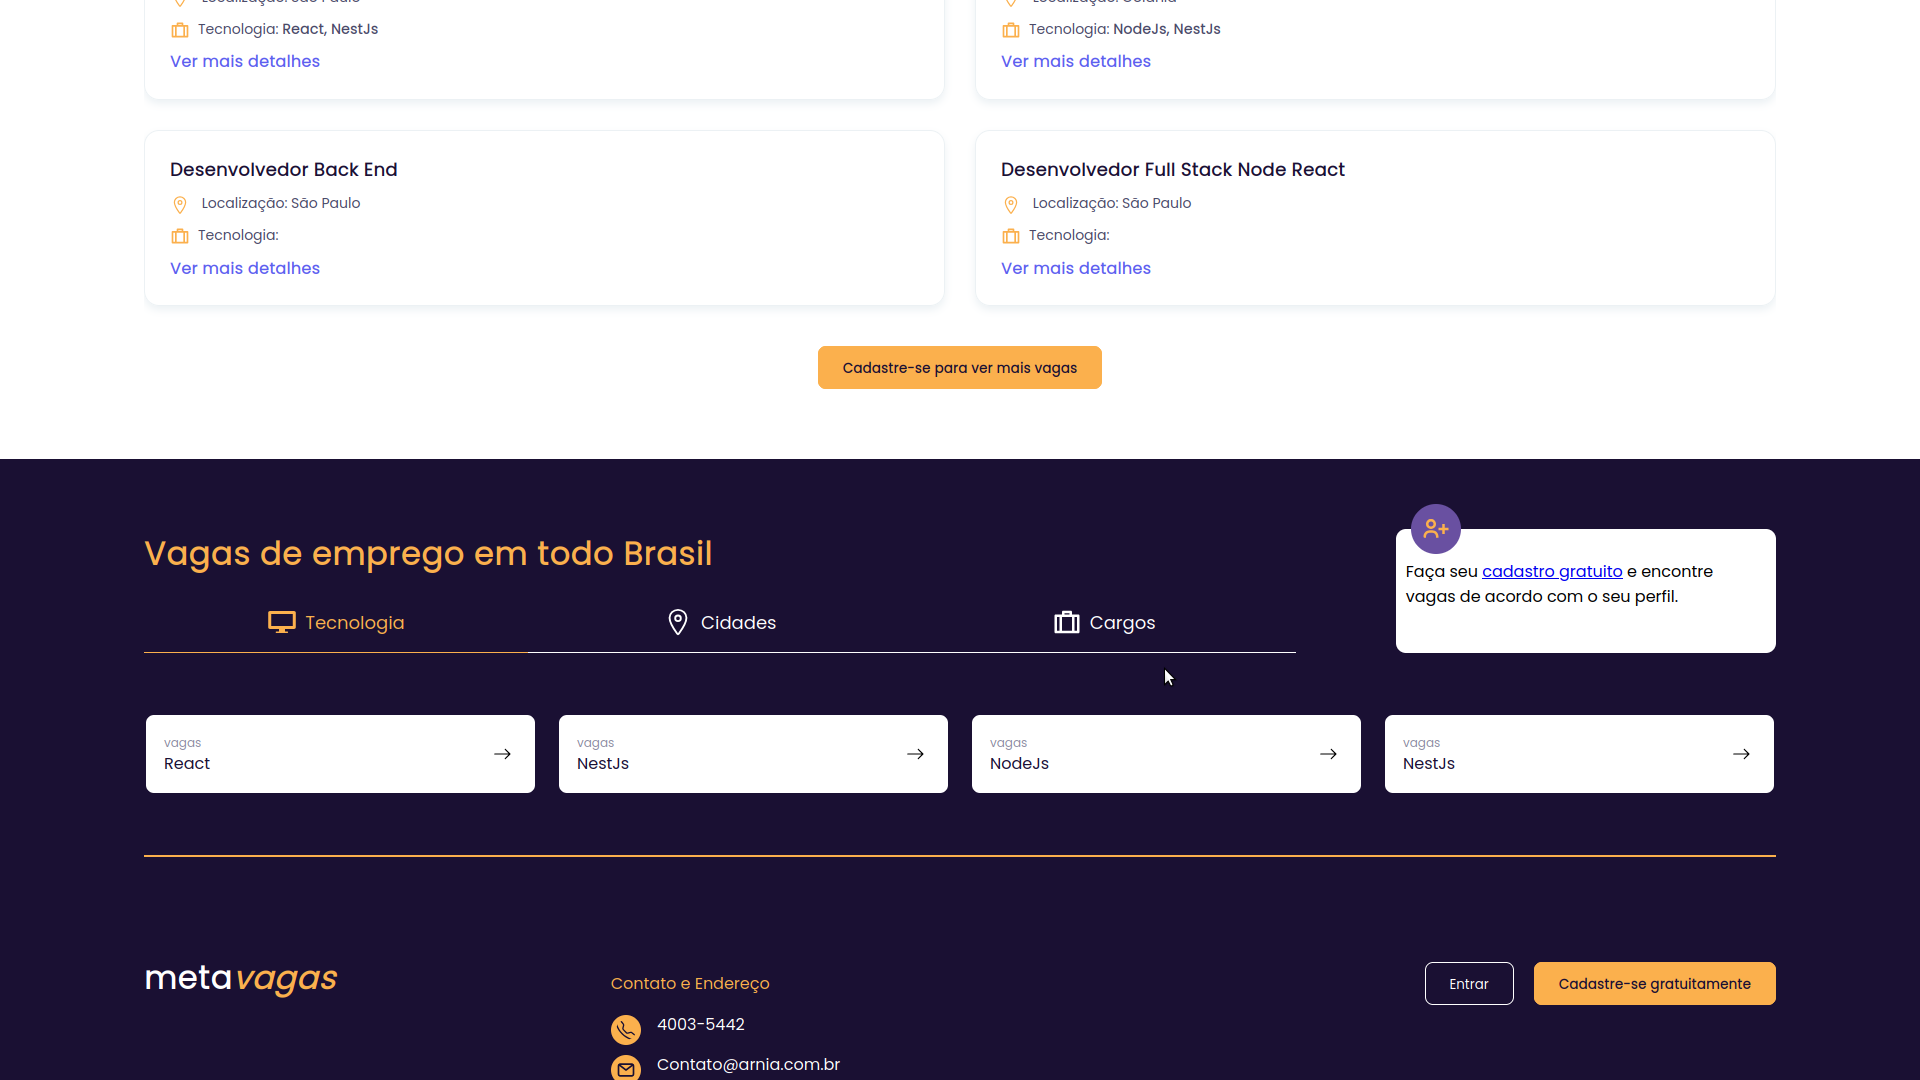 Tecnologia: React, NestJs
Tecnologia: NodeJs, NestJs
Ver mais detalhes
Ver mais detalhes
Desenvolvedor Back End
Localização: São Paulo
Tecnologia:
Ver mais detalhes
Desenvolvedor Full Stack Node React
Localização: São Paulo
Tecnologia:
Ver mais detalhes
Cadastre-se para ver mais vagas
Vagas de emprego em todo Brasil
Tecnologia
Cidades
Cargos
Faça seu cadastro gratuito e encontre
vagas de acordo com o seu perfil.
vagas
React
vagas
NestJs
vagas
NodeJs
vagas
NestJs
metavagas
Contato e Endereço
4003-5442
Contato@arnia.com.br
Entrar
Cadastre-se gratuitamente